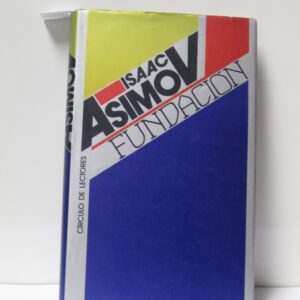 ISAAC
ASIMOV
FUNDACION
ASIMOV
CÍRCULO DE LECTORES